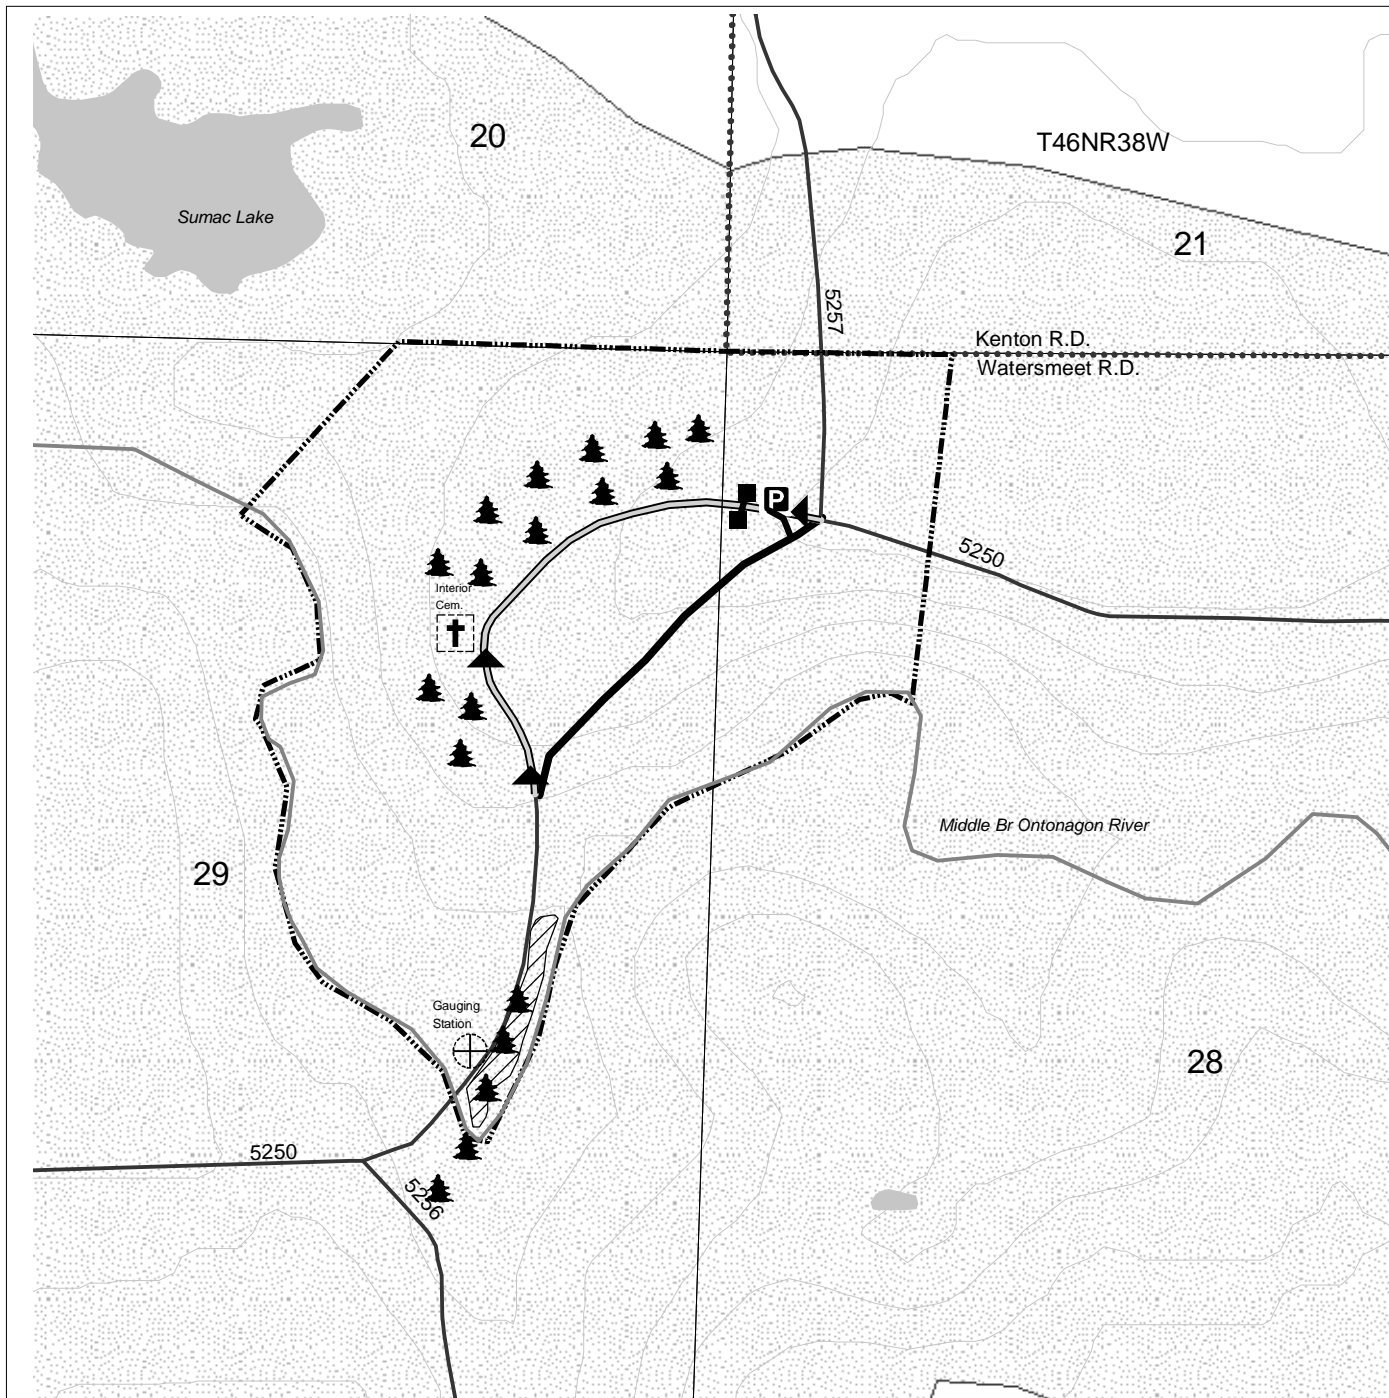 20
T46NR38W
Sumac Lake
21
5257
Kenton R.D.
Watersmeet R.D.
P
5250
Interior
Cem.
Middle Br Ontonagon River
29
Gauging
Station
28
5250
5256